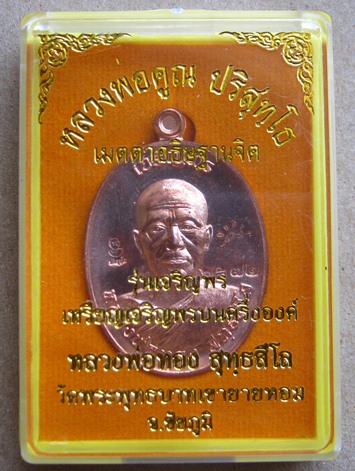 หลวงพ่อคูณ ปริสุทฺโธ
เมตตาอธิษฐานจิต
รุ่นเจริญพร
เหรียญเจริญพรบนครึ่งองค์
หลวงพ่อทอง สุทฺธสีโล
วัดพระพุทธบาทเขายายหอม
จ.ชัยภูมิ